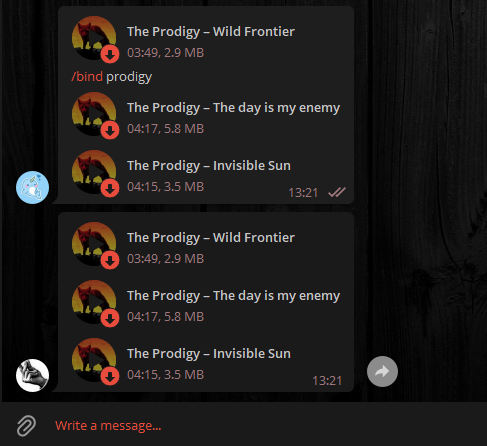 The Prodigy – Wild Frontier
03:49, 2.9 MB
/bind prodigy
The Prodigy – The day is my enemy
04:17, 5.8 MB
The Prodigy – Invisible Sun
04:15, 3.5 MB
13:21
The Prodigy – Wild Frontier
03:49, 2.9 MB
The Prodigy – The day is my enemy
04:17, 5.8 MB
The Prodigy – Invisible Sun
04:15, 3.5 MB
13:21
Write a message...